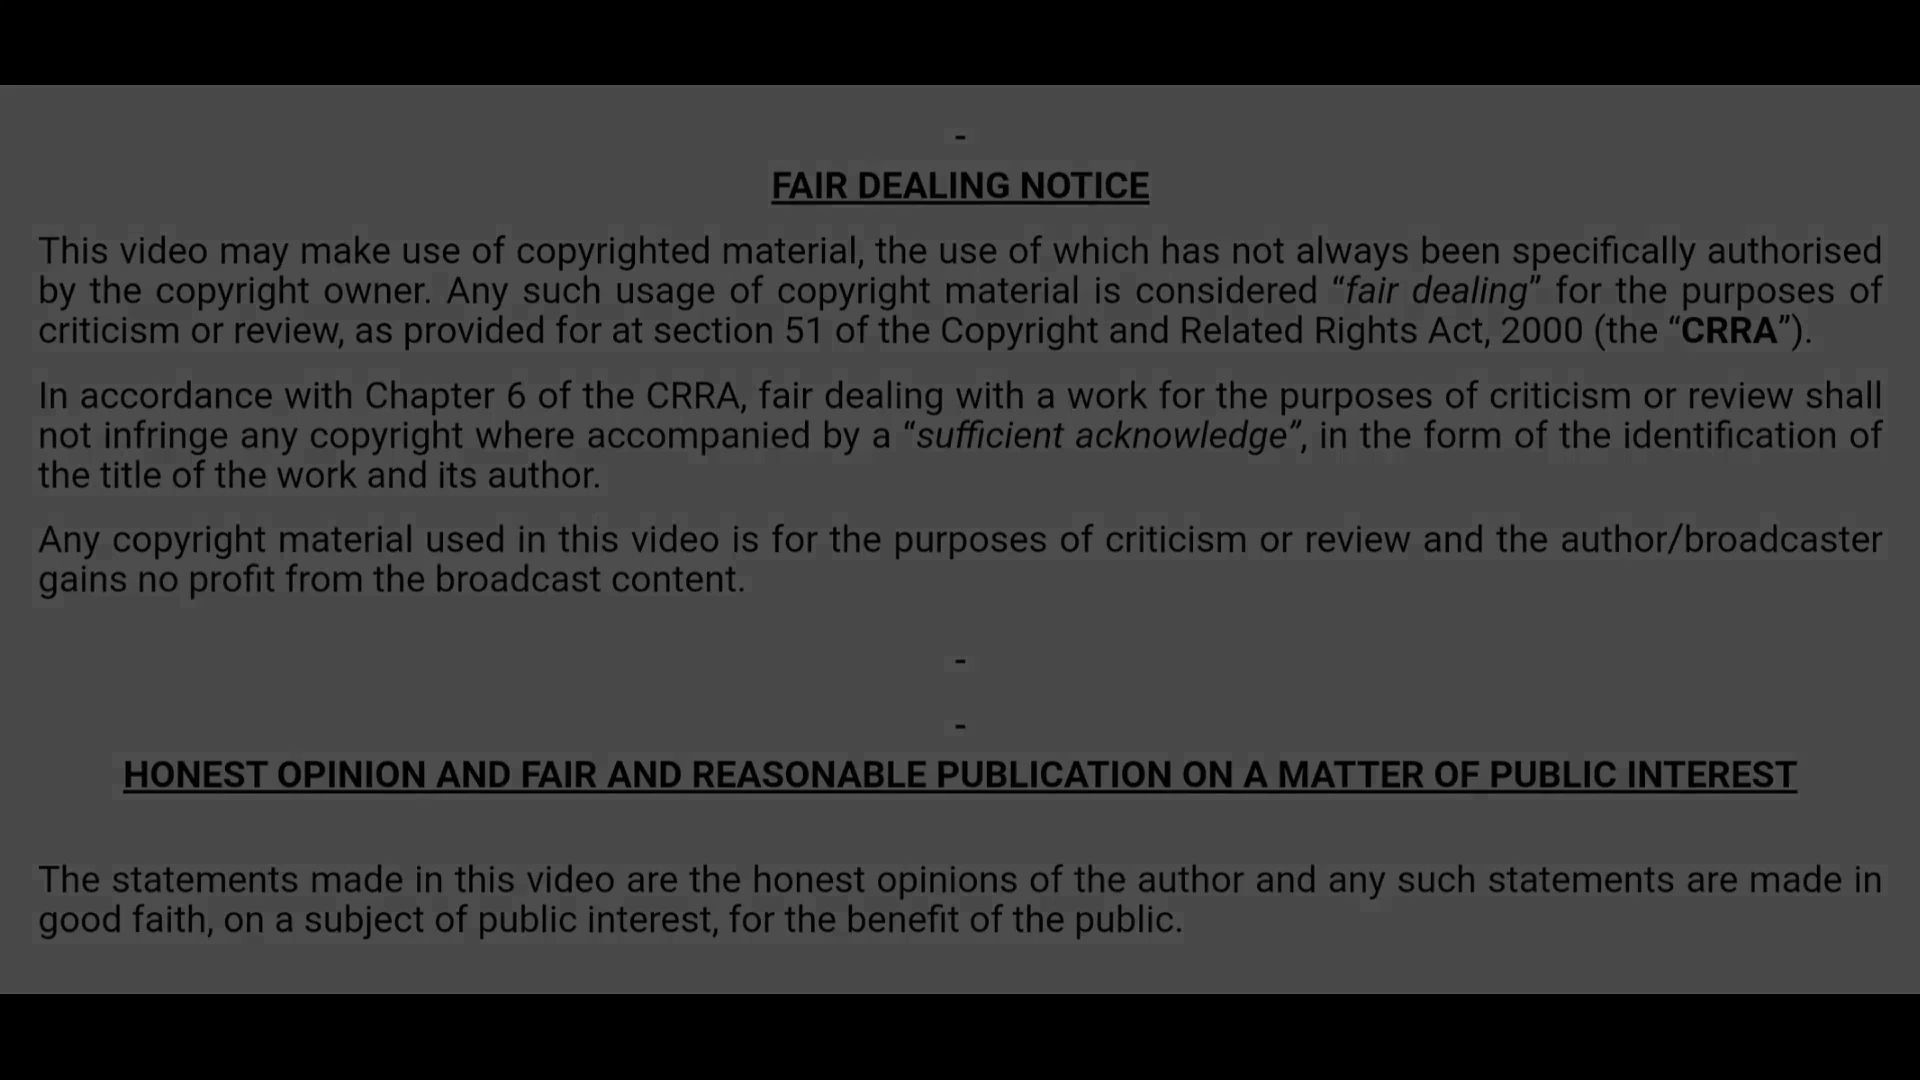 -
FAIR DEALING NOTICE
This video may make use of copyrighted material, the use of which has not always been specifically authorised
by the copyright owner. Any such usage of copyright material is considered “fair dealing” for the purposes of
criticism or review, as provided for at section 51 of the Copyright and Related Rights Act, 2000 (the “CRRA”).
In accordance with Chapter 6 of the CRRA, fair dealing with a work for the purposes of criticism or review shall
not infringe any copyright where accompanied by a “sufficient acknowledge”, in the form of the identification of
the title of the work and its author.
Any copyright material used in this video is for the purposes of criticism or review and the author/broadcaster
gains no profit from the broadcast content.
-
-
HONEST OPINION AND FAIR AND REASONABLE PUBLICATION ON A MATTER OF PUBLIC INTEREST
The statements made in this video are the honest opinions of the author and any such statements are made in
good faith, on a subject of public interest, for the benefit of the public.